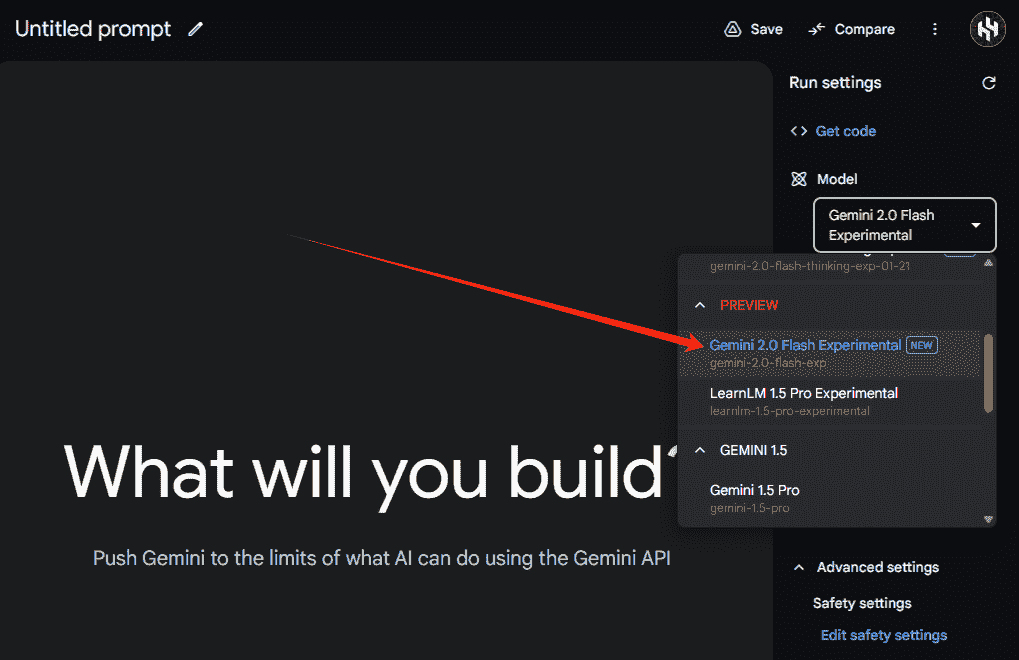 Untitled prompt
Save
Compare
Run settings
Get code
Model
Gemini 2.0 Flash
Experimental
gemini-2.0-flash-thinking-exp-01-21
PREVIEW
Gemini 2.0 Flash Experimental NEW
gemini-2.0-flash-exp
LearnLM 1.5 Pro Experimental
learnlm-1.5-pro-experimental
GEMINI 1.5
Gemini 1.5 Pro
gemini-1.5-pro
What will you build
Push Gemini to the limits of what AI can do using the Gemini API
Advanced settings
Safety settings
Edit safety settings